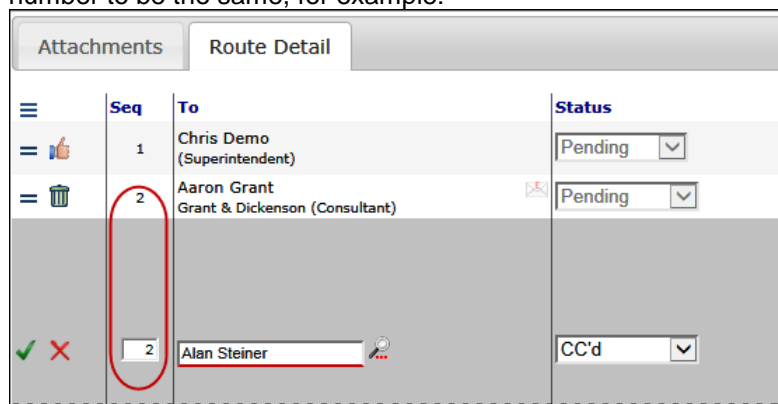 number to be the same, for example:
Attachments Route Detail
Seq To Status
1 Chris Demo Pending
(Superintendent)
2 Aaron Grant Pending
Grant & Dickenson (Consultant)
2 Alan Steiner CC'd